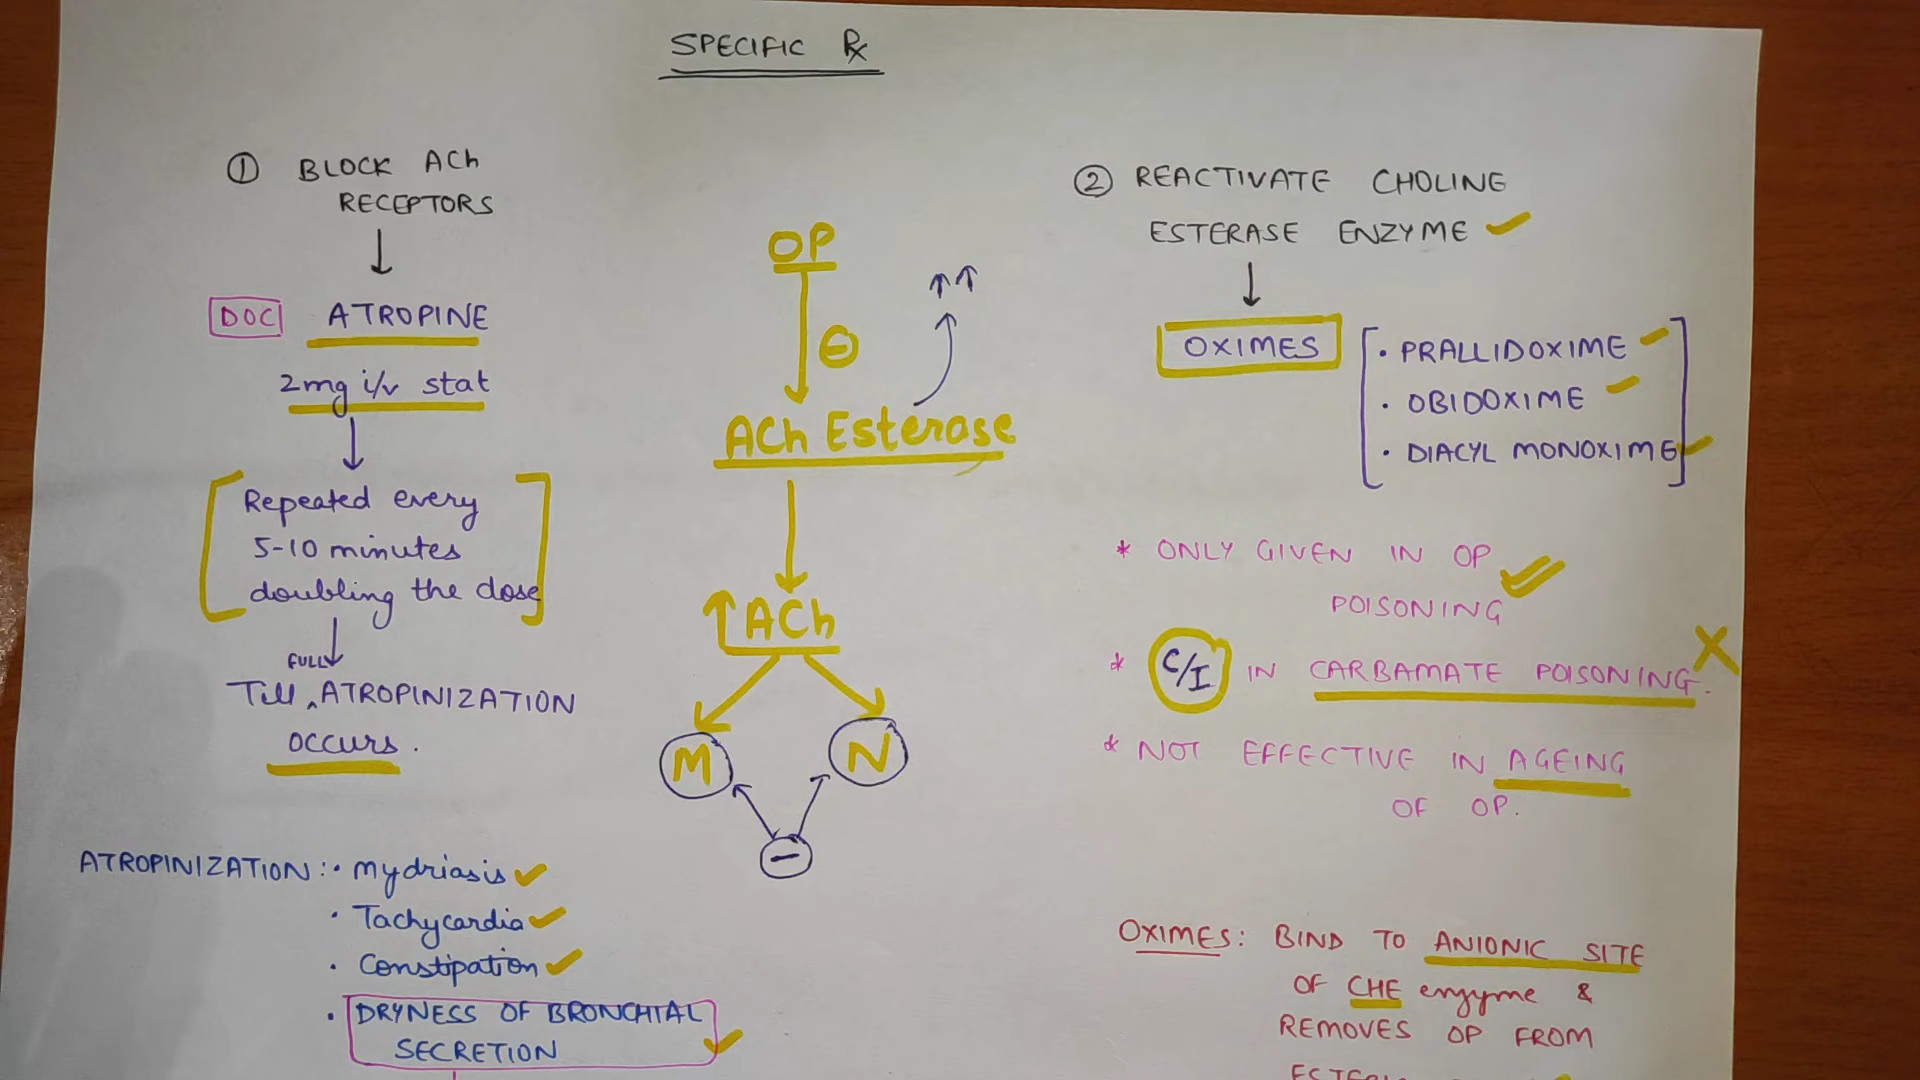 SPECIFIC Rx
① BLOCK ACh
RECEPTORS
↓
DOC ATROPINE
2mg i/v stat
↓
[Repeated every
5-10 minutes
doubling the dose]
↓
FULL
Till ^ ATROPINIZATION
OCCURS.
ATROPINIZATION: • Mydriasis ✓
• Tachycardia ✓
• Constipation ✓
• DRYNESS OF BRONCHIAL
SECRETION ✓
OP
↓ ⊖
↑↑
ACh Esterase
↓
↑ACh
M N
⊖
② REACTIVATE CHOLINE
ESTERASE ENZYME ✓
↓
OXIMES
• PRALLIDOXIME ✓
• OBIDOXIME ✓
• DIACYL MONOXIME ✓
* ONLY GIVEN IN OP
POISONING ✓
* C/I IN CARBAMATE POISONING. X
* NOT EFFECTIVE IN AGEING
OF OP.
OXIMES: BIND TO ANIONIC SITE
OF CHE enzyme &
REMOVES OP FROM